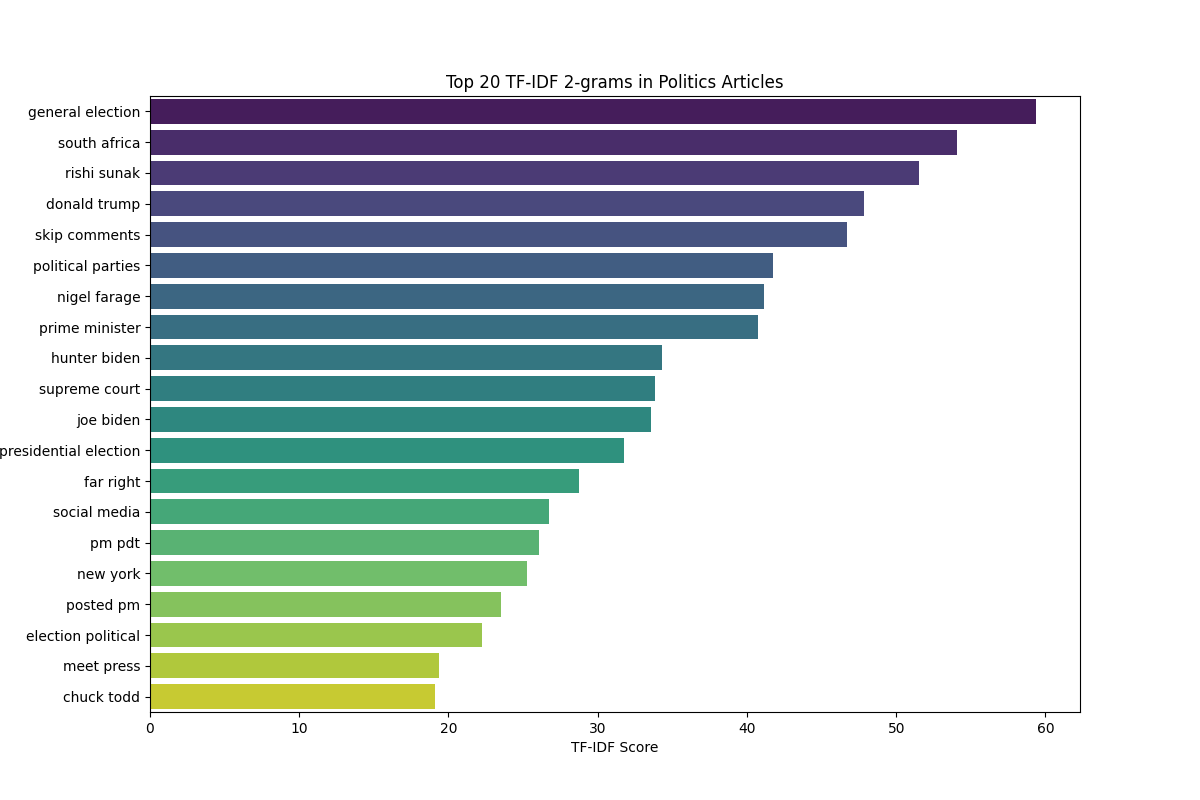 Top 20 TF-IDF 2-grams in Politics Articles
general election
south africa
rishi sunak
donald trump
skip comments
political parties
nigel farage
prime minister
hunter biden
supreme court
joe biden
presidential election
far right
social media
pm pdt
new york
posted pm
election political
meet press
chuck todd
0 10 20 30 40 50 60
TF-IDF Score